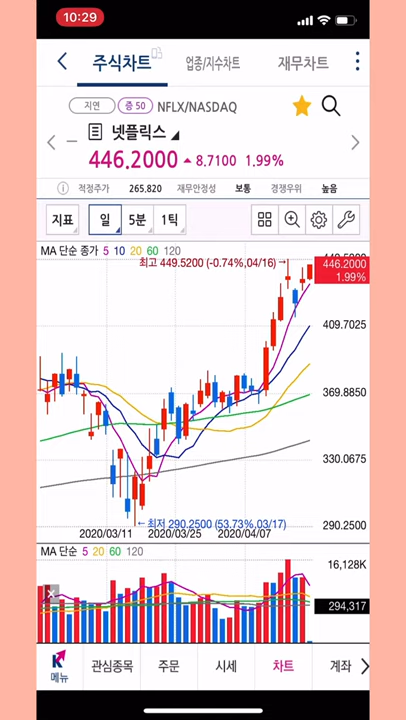 10:29
주식차트
업종/지수차트
재무차트
지연
증 50
NFLX/NASDAQ
넷플릭스
446.2000 ▲ 8.7100 1.99%
적정주가 265.820 재무안정성 보통 경쟁우위 높음
지표 일 5분 1틱
MA 단순 종가 5 10 20 60 120
최고 449.5200 (-0.74%,04/16)→
446.2000
1.99%
409.7025
369.8850
330.0675
290.2500
←최저 290.2500 (53.73%,03/17)
2020/03/11 2020/03/25 2020/04/07
MA 단순 5 20 60 120
16,128K
294,317
메뉴 관심종목 주문 시세 차트 계좌